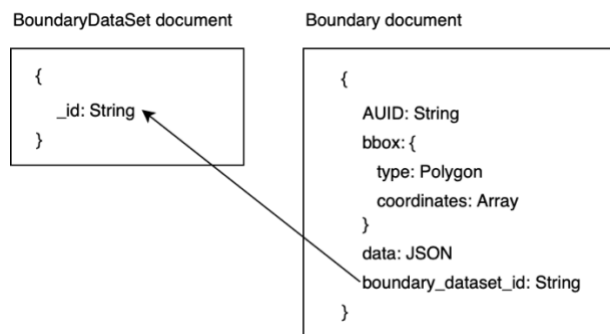 BoundaryDataSet document
{
_id: String
}
Boundary document
{
AUID: String
bbox: {
type: Polygon
coordinates: Array
}
data: JSON
boundary_dataset_id: String
}